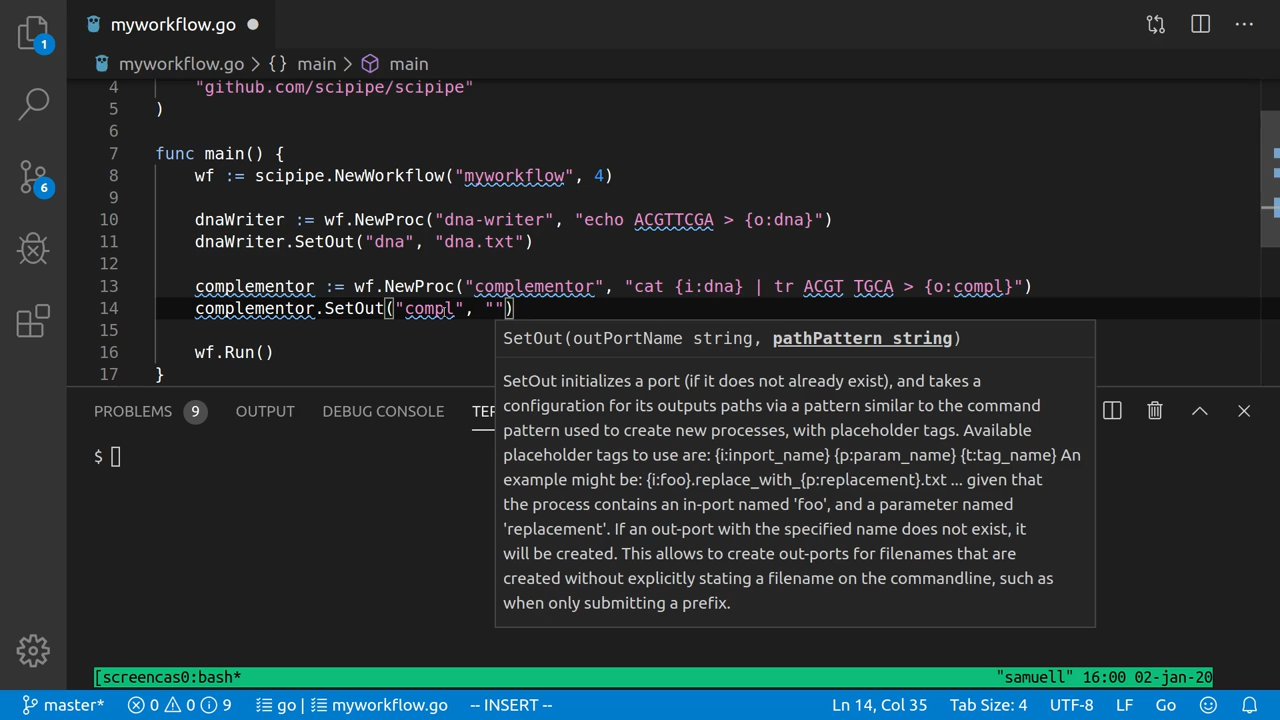 myworkflow.go
myworkflow.go > {} main > main
1
4 "github.com/scipipe/scipipe"
5 )
6
7 func main() {
8 wf := scipipe.NewWorkflow("myworkflow", 4)
9
10 dnaWriter := wf.NewProc("dna-writer", "echo ACGTTCGA > {o:dna}")
11 dnaWriter.SetOut("dna", "dna.txt")
12
13 complementor := wf.NewProc("complementor", "cat {i:dna} | tr ACGT TGCA > {o:compl}")
14 complementor.SetOut("compl", "")
15
16 wf.Run()
17 }
6
SetOut(outPortName string, pathPattern string)
SetOut initializes a port (if it does not already exist), and takes a
configuration for its outputs paths via a pattern similar to the command
pattern used to create new processes, with placeholder tags. Available
placeholder tags to use are: {i:inport_name} {p:param_name} {t:tag_name} An
example might be: {i:foo}.replace_with_{p:replacement}.txt ... given that
the process contains an in-port named 'foo', and a parameter named
'replacement'. If an out-port with the specified name does not exist, it
will be created. This allows to create out-ports for filenames that are
created without explicitly stating a filename on the commandline, such as
when only submitting a prefix.
PROBLEMS 9 OUTPUT DEBUG CONSOLE TER
$
[screencas0:bash* "samuell" 16:00 02-jan-20
master* 0 0 9 go | myworkflow.go -- INSERT -- Ln 14, Col 35 Tab Size: 4 UTF-8 LF Go